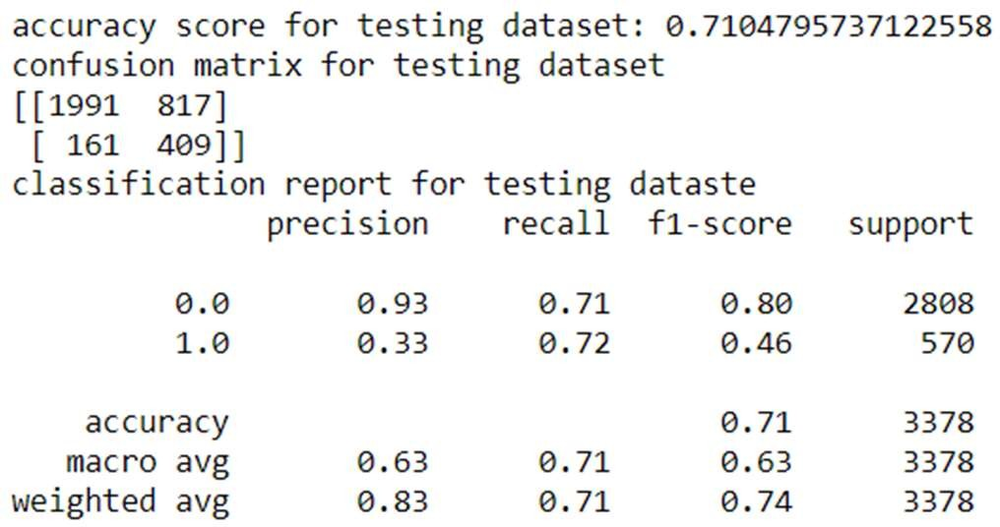 accuracy score for testing dataset: 0.7104795737122558
confusion matrix for testing dataset
[[1991  817]
 [ 161  409]]
classification report for testing dataste
              precision    recall  f1-score   support

         0.0       0.93      0.71      0.80      2808
         1.0       0.33      0.72      0.46       570

    accuracy                           0.71      3378
   macro avg       0.63      0.71      0.63      3378
weighted avg       0.83      0.71      0.74      3378